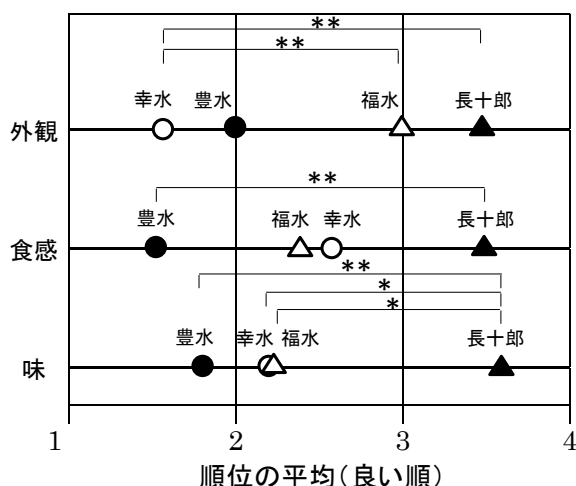 **
**
幸水 豊水 福水 長十郎
外観
**
豊水 福水 幸水 長十郎
食感
**
*
*
豊水 幸水 福水 長十郎
味
1 2 3 4
順位の平均(良い順)